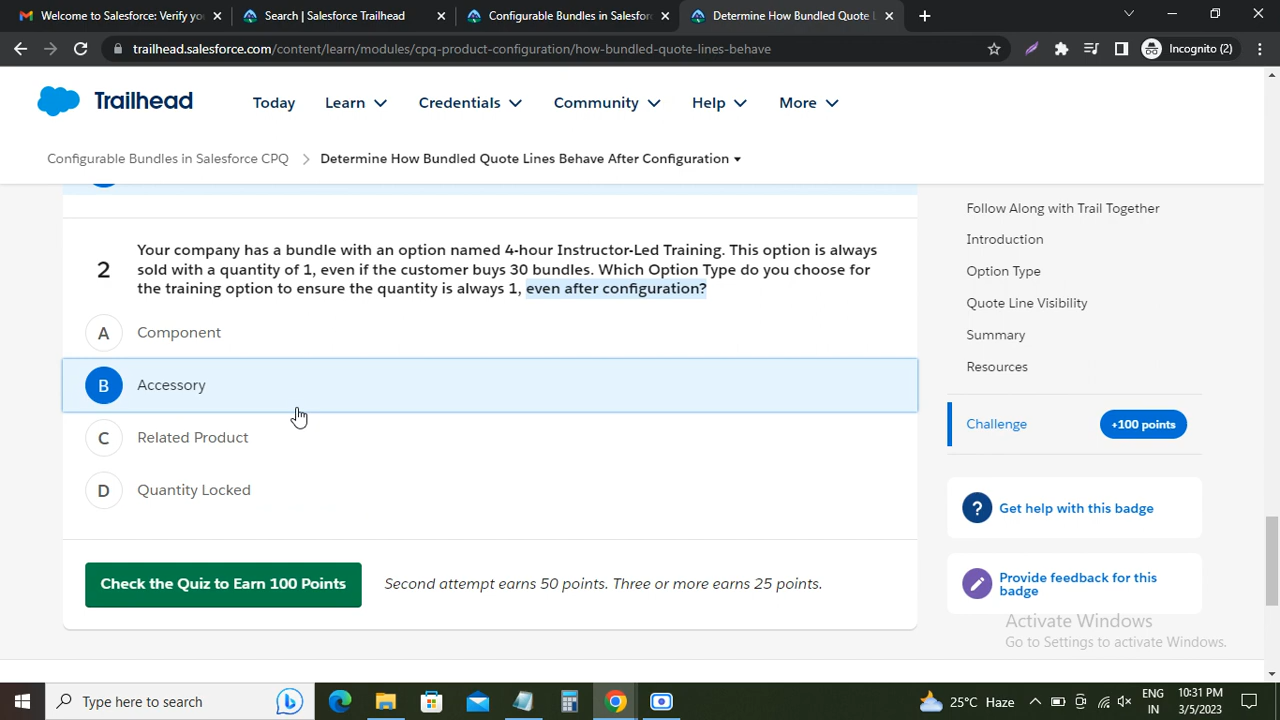 Welcome to Salesforce: Verify yo
Search | Salesforce Trailhead
Configurable Bundles in Salesfor
Determine How Bundled Quote L
trailhead.salesforce.com/content/learn/modules/cpq-product-configuration/how-bundled-quote-lines-behave
Incognito (2)
Trailhead
Today
Learn
Credentials
Community
Help
More
Configurable Bundles in Salesforce CPQ
Determine How Bundled Quote Lines Behave After Configuration
2
Your company has a bundle with an option named 4-hour Instructor-Led Training. This option is always
sold with a quantity of 1, even if the customer buys 30 bundles. Which Option Type do you choose for
the training option to ensure the quantity is always 1, even after configuration?
A Component
B Accessory
C Related Product
D Quantity Locked
Check the Quiz to Earn 100 Points
Second attempt earns 50 points. Three or more earns 25 points.
Follow Along with Trail Together
Introduction
Option Type
Quote Line Visibility
Summary
Resources
Challenge
+100 points
? Get help with this badge
Provide feedback for this
badge
Activate Windows
Go to Settings to activate Windows.
Type here to search
25°C Haze
ENG
IN
10:31 PM
3/5/2023